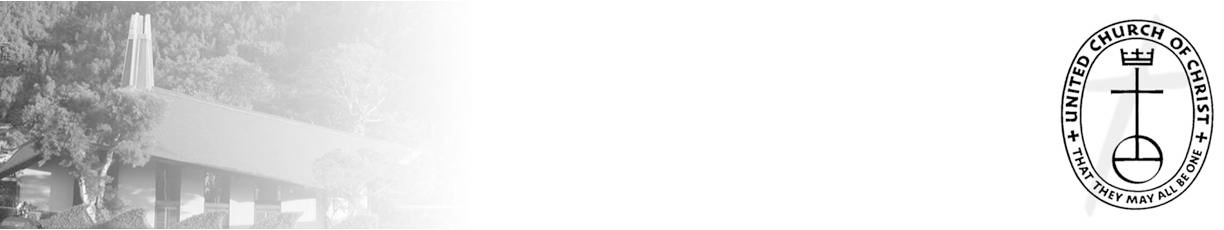 UNITED CHURCH OF CHRIST
THAT THEY MAY ALL BE ONE